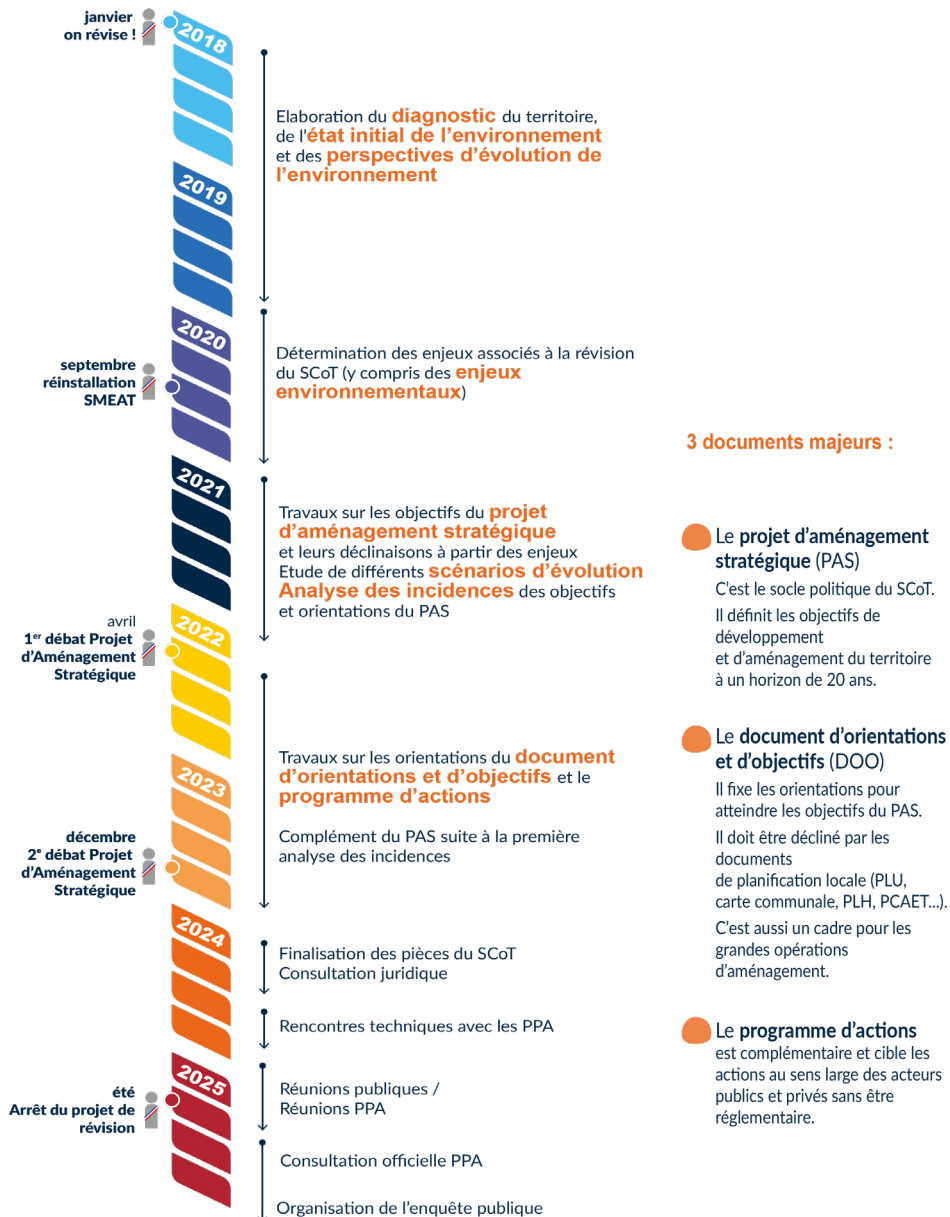 janvier
on révise !
2018
Elaboration du diagnostic du territoire,
de l'état initial de l'environnement
et des perspectives d'évolution de
l'environnement
2019
2020
septembre
réinstallation
SMEAT
Détermination des enjeux associés à la révision
du SCoT (y compris des enjeux
environnementaux)
2021
Travaux sur les objectifs du projet
d'aménagement stratégique
et leurs déclinaisons à partir des enjeux
Etude de différents scénarios d'évolution
Analyse des incidences des objectifs
et orientations du PAS
avril
1er débat Projet
d'Aménagement
Stratégique
2022
Travaux sur les orientations du document
d'orientations et d'objectifs et le
programme d'actions
Complément du PAS suite à la première
analyse des incidences
2023
décembre
2e débat Projet
d'Aménagement
Stratégique
2024
Finalisation des pièces du SCoT
Consultation juridique
Rencontres techniques avec les PPA
2025
été
Arrêt du projet de
révision
Réunions publiques /
Réunions PPA
Consultation officielle PPA
Organisation de l'enquête publique
3 documents majeurs :
Le projet d'aménagement
stratégique (PAS)
C'est le socle politique du SCoT.
Il définit les objectifs de
développement
et d'aménagement du territoire
à un horizon de 20 ans.
Le document d'orientations
et d'objectifs (DOO)
Il fixe les orientations pour
atteindre les objectifs du PAS.
Il doit être décliné par les
documents
de planification locale (PLU,
carte communale, PLH, PCAET...).
C'est aussi un cadre pour les
grandes opérations
d'aménagement.
Le programme d'actions
est complémentaire et cible les
actions au sens large des acteurs
publics et privés sans être
réglementaire.